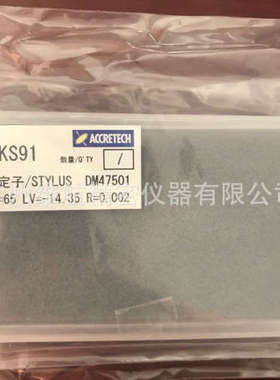 KS91
ACCRETECH
数量/Q'TY
/
定子/STYLUS DM47501
=66 LV=-14.35 R=0.002
仪器有限公司